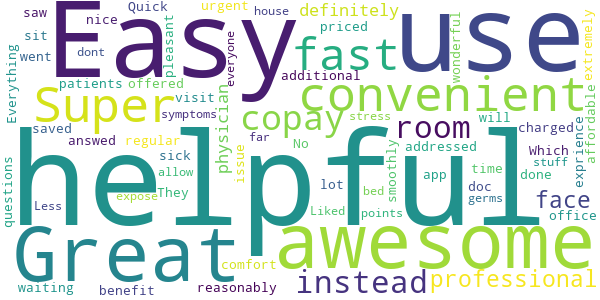 saw
nice
Quick
urgent
house
definitely
extremely
Easy
use
sit
went
dont
pleasant
everyone
priced
fast
wonderful
Everything
patients
offered
additional
convenient
Super
visit
symptoms
physician
copay
room
will
charged
affordable
saved
answered
regular
far
No
stress
addressed
Which
exprience
helpful
questions
sick
allow
They
issue
lot
bed
smoothly
app
time
stuff
done
doc
germs
face
Less
expose
Liked
points
office
Great
awesome
comfort
instead
professional
waiting
benefit
reasonably